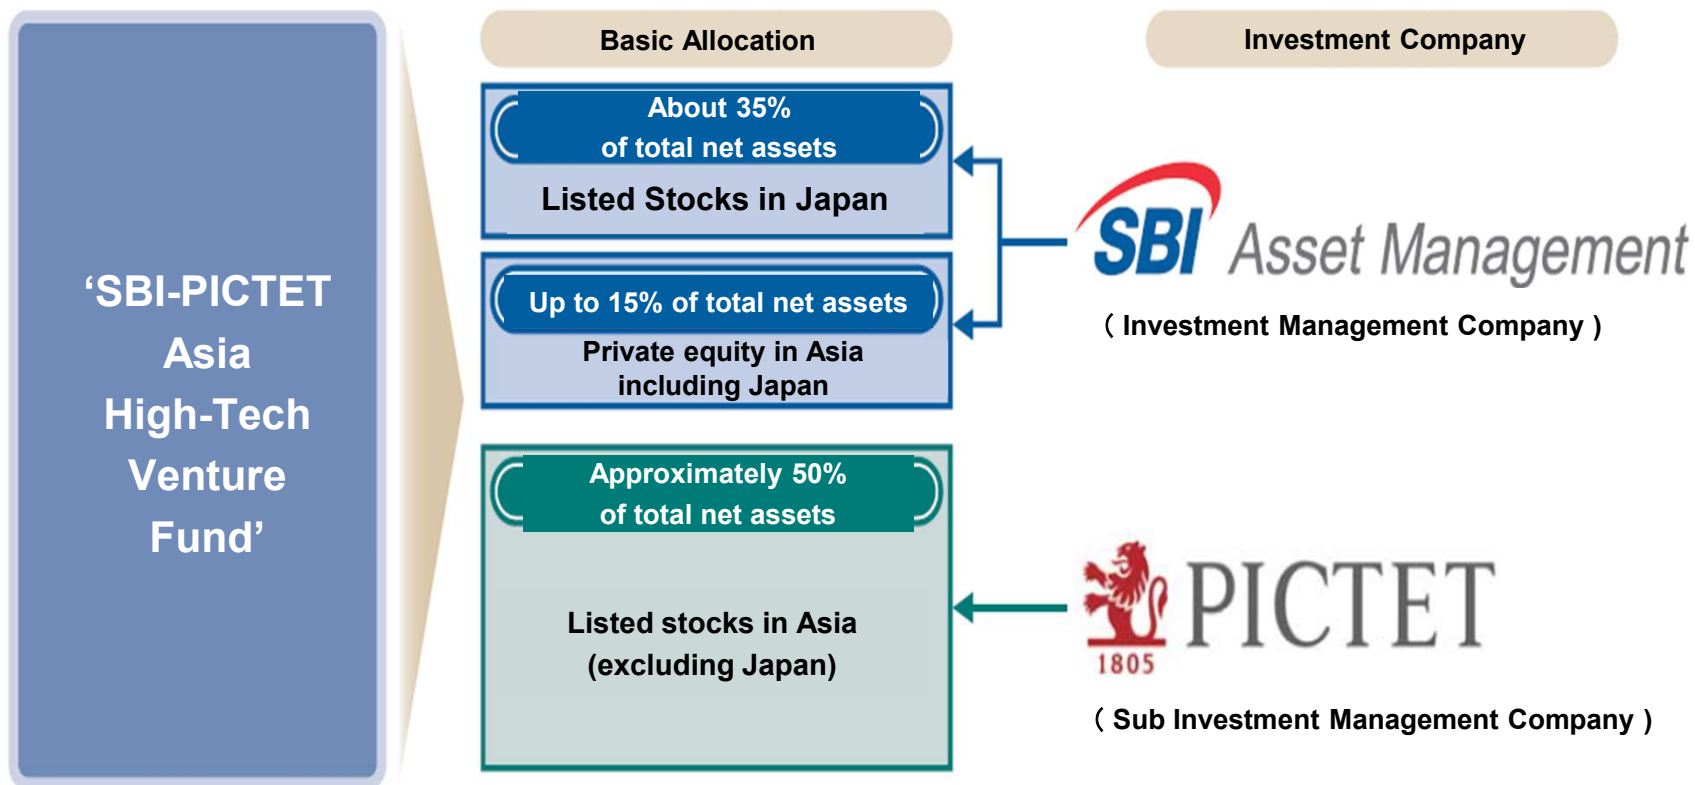 ‘SBI-PICTET
Asia
High-Tech
Venture
Fund’
Basic Allocation
About 35%
of total net assets
Listed Stocks in Japan
Up to 15% of total net assets
Private equity in Asia
including Japan
Approximately 50%
of total net assets
Listed stocks in Asia
(excluding Japan)
Investment Company
SBI Asset Management
( Investment Management Company )
PICTET
1805
( Sub Investment Management Company )